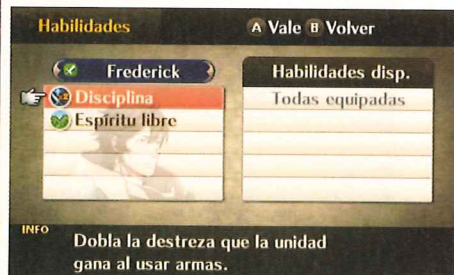 Habilidades
A Vale B Volver
Frederick
Disciplina
Espíritu libre
Habilidades disp.
Todas equipadas
INFO
Dobla la destreza que la unidad
gana al usar armas.